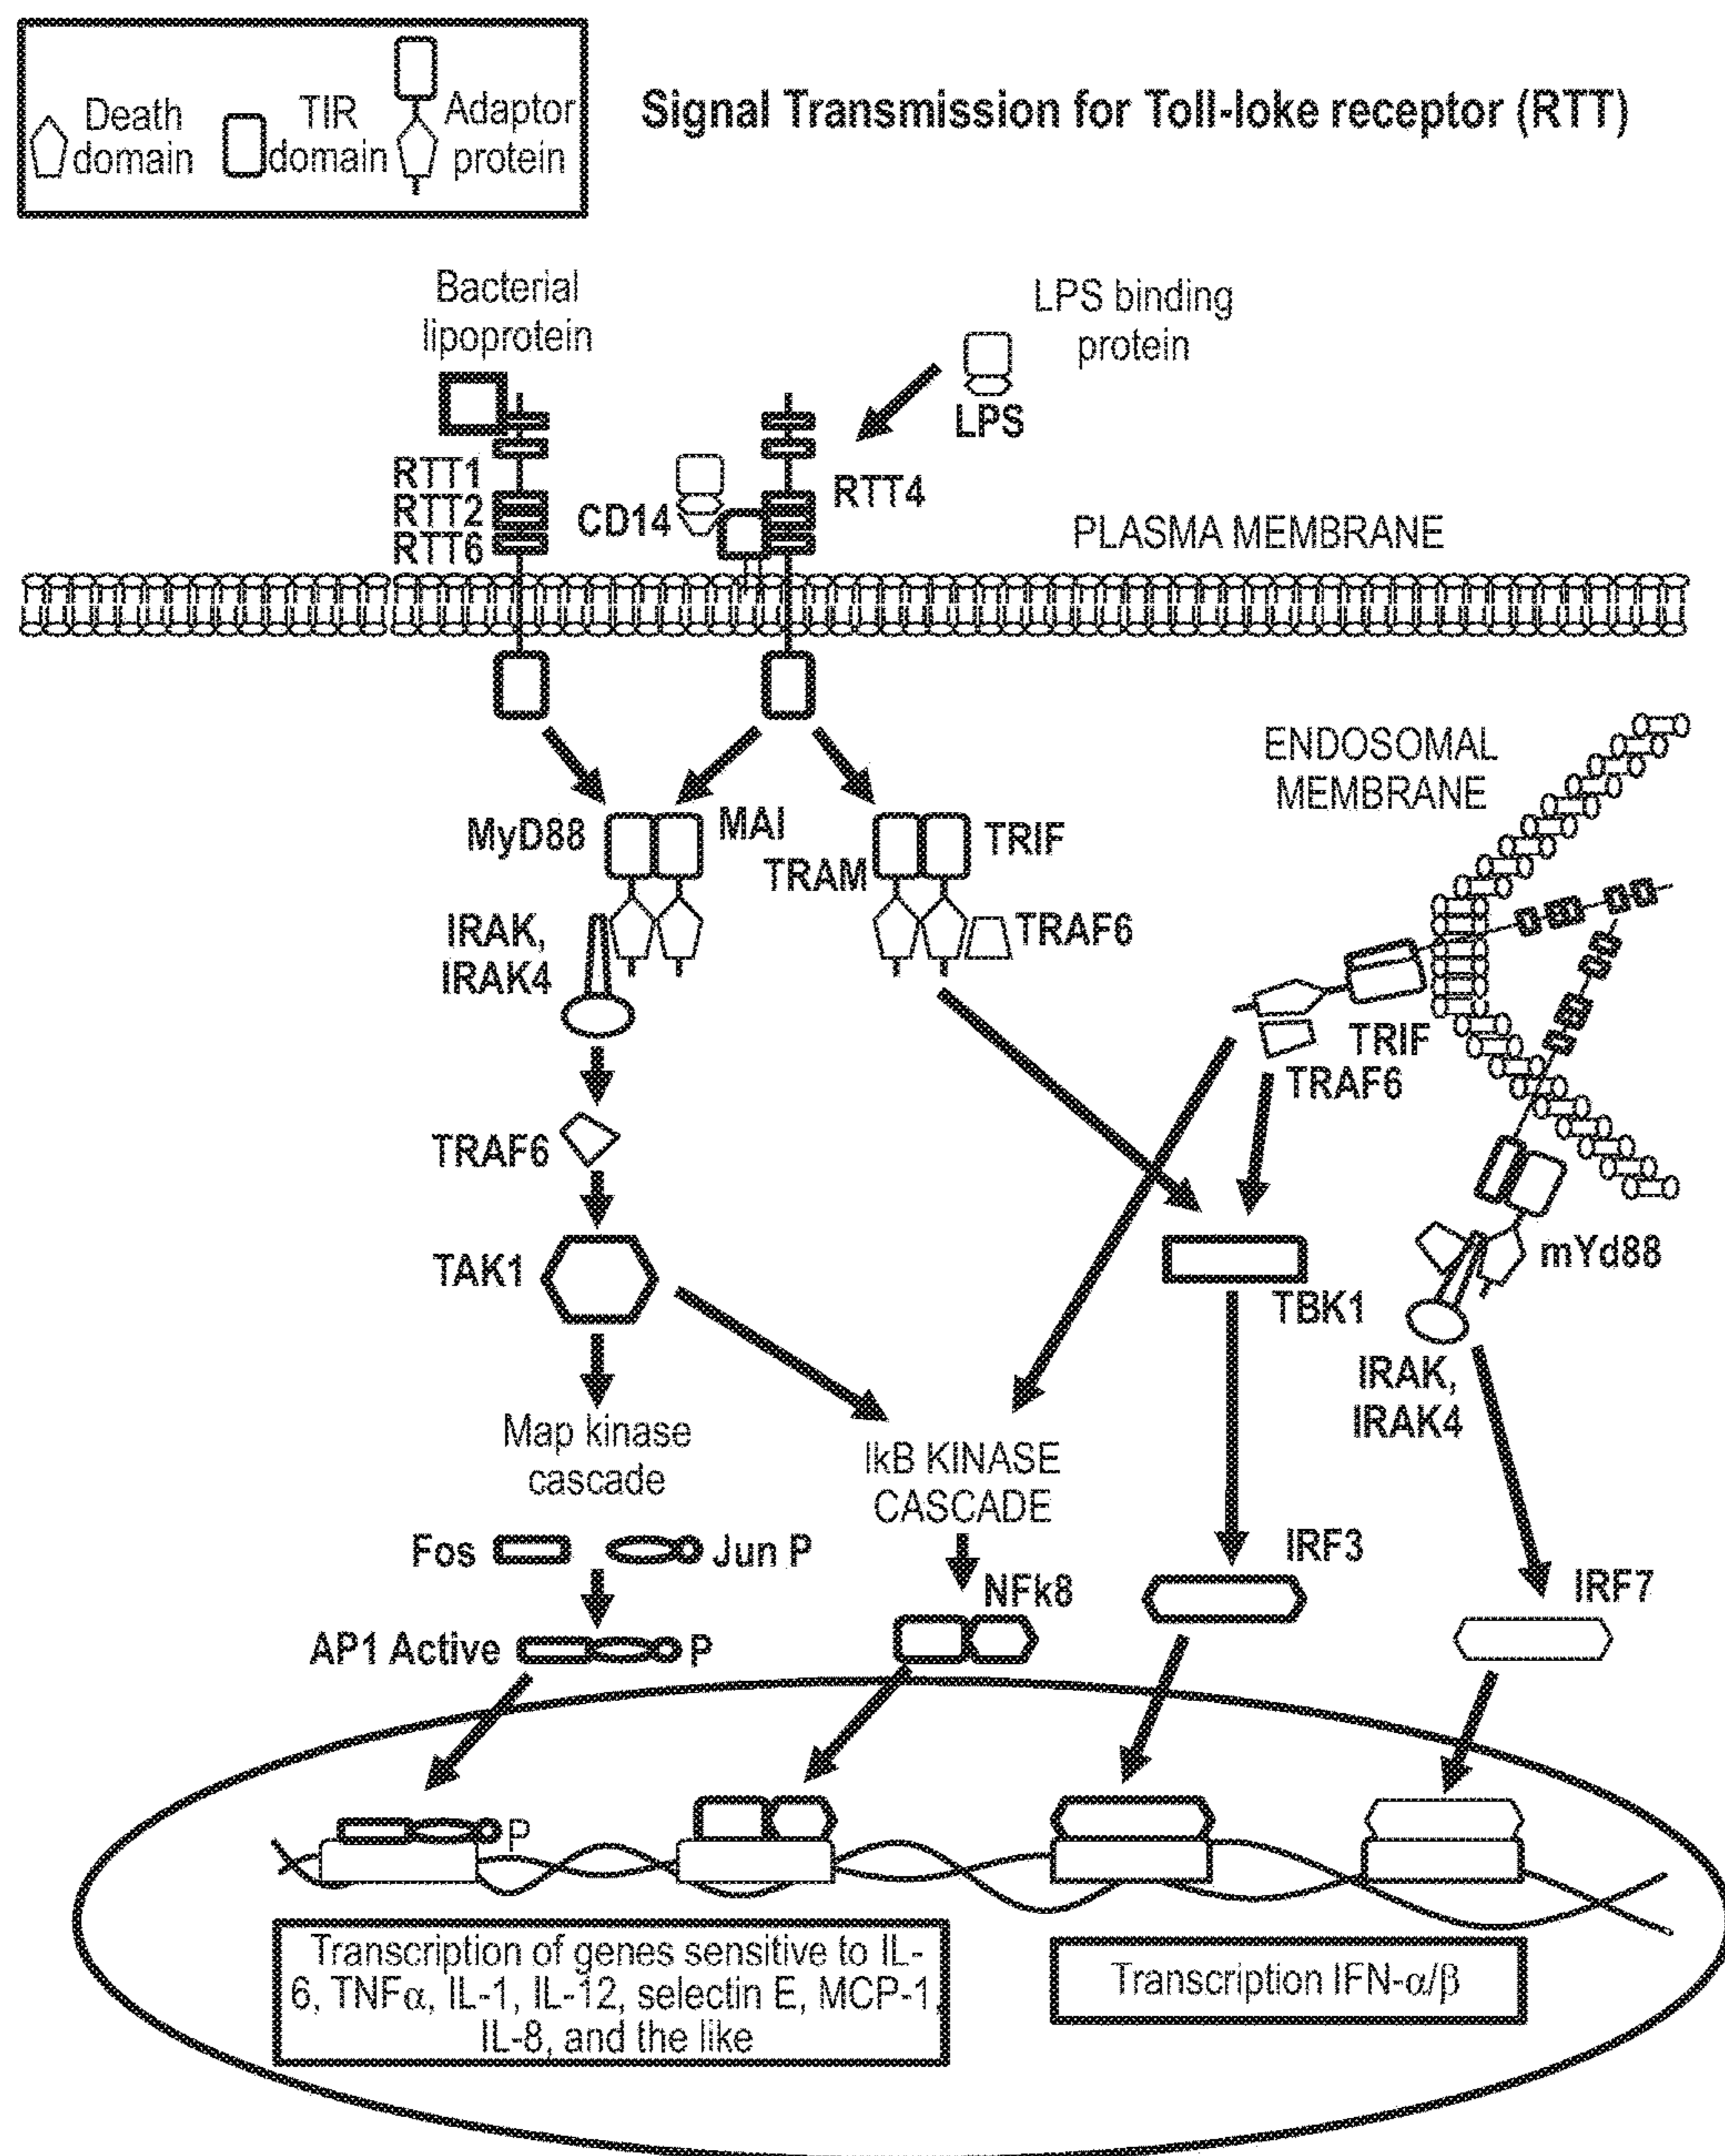 Death
domain
TIR
domain
Adaptor
protein
Signal Transmission for Toll-loke receptor (RTT)
Bacterial
lipoprotein
LPS binding
protein
LPS
RTT1
RTT2
RTT6
CD14
RTT4
PLASMA MEMBRANE
ENDOSOMAL
MEMBRANE
MyD88
MAI
TRAM
TRIF
IRAK,
IRAK4
TRAF6
TRIF
TRAF6
TRAF6
TAK1
mYd88
TBK1
IRAK,
IRAK4
Map kinase
cascade
IkB KINASE
CASCADE
Fos
Jun P
IRF3
NFk8
IRF7
AP1 Active
P
P
Transcription of genes sensitive to IL-
6, TNFα, IL-1, IL-12, selectin E, MCP-1,
IL-8, and the like
Transcription IFN-α/β